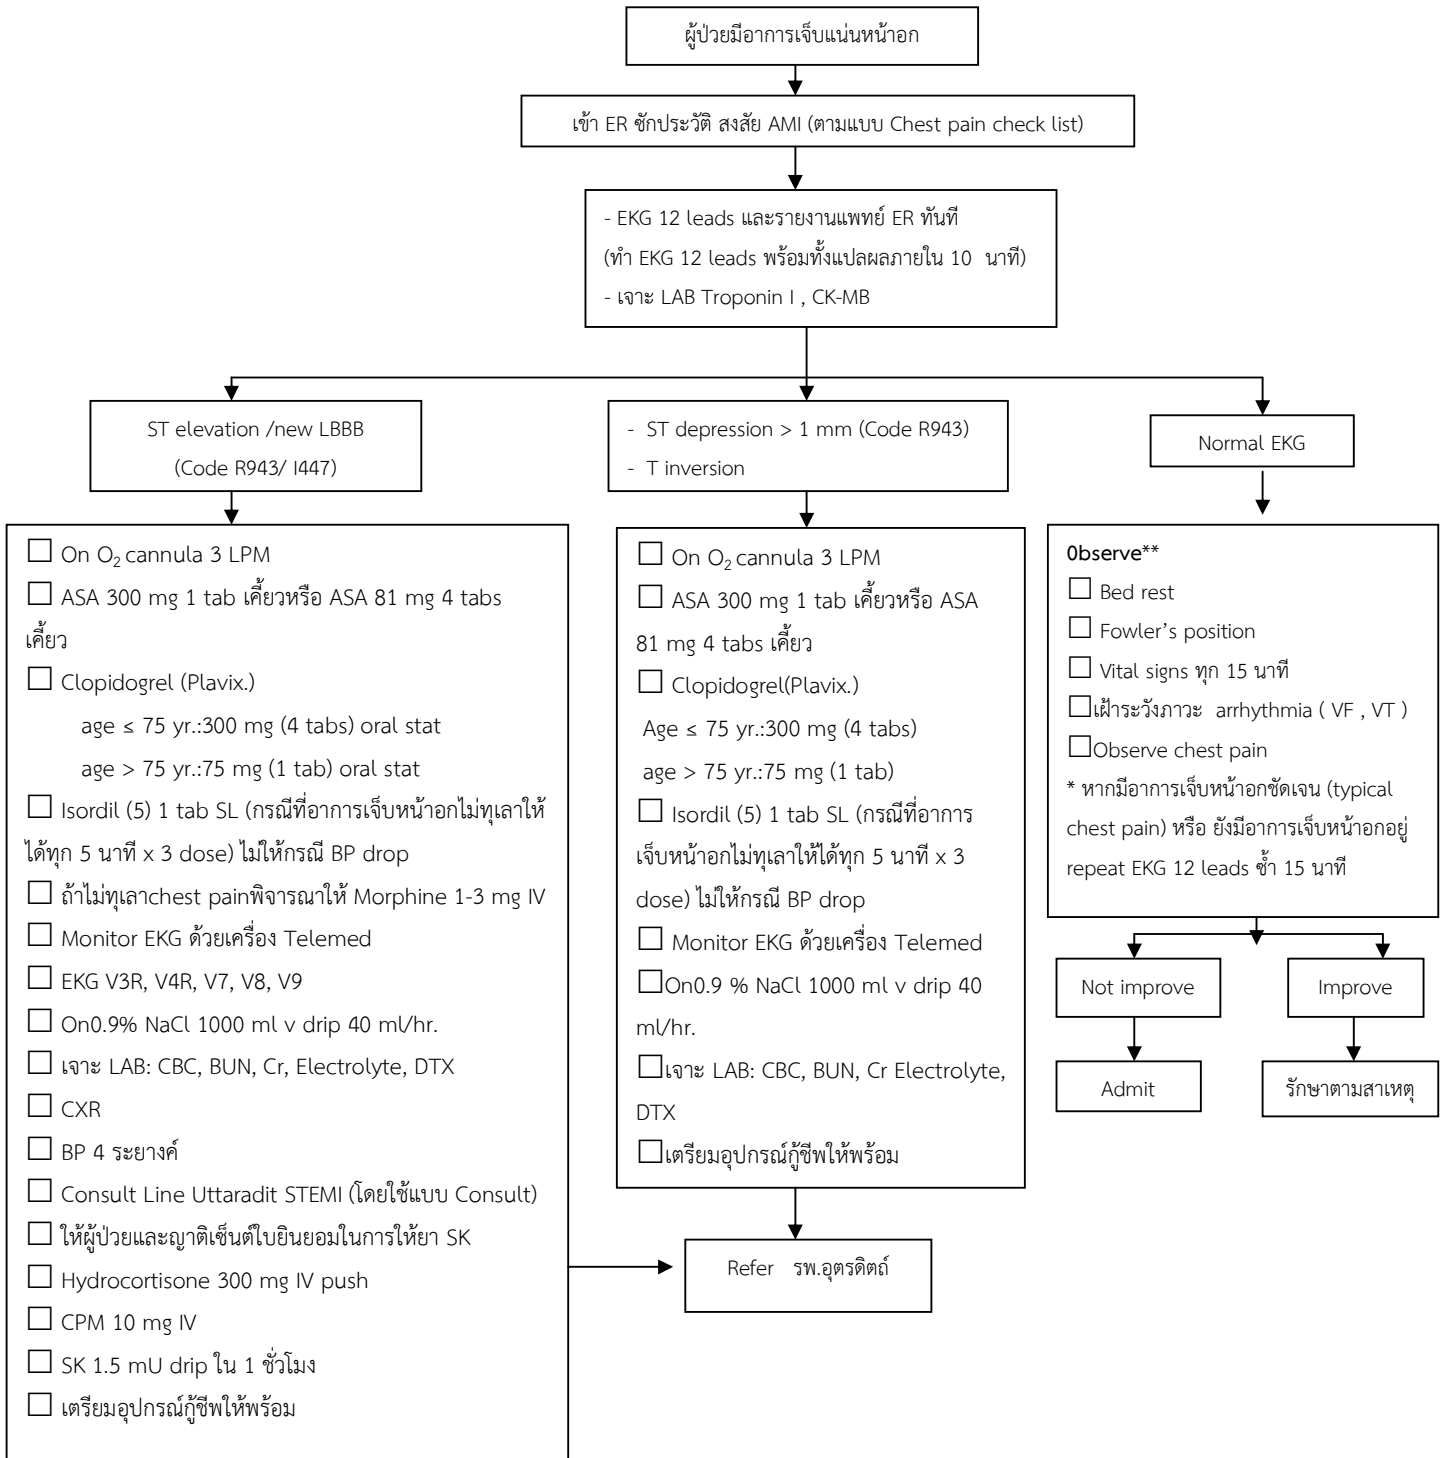 ผู้ป่วยมีอาการเจ็บแน่นหน้าอก
เข้า ER ซักประวัติ สงสัย AMI (ตามแบบ Chest pain check list)
- EKG 12 leads และรายงานแพทย์ ER ทันที
(ทำ EKG 12 leads พร้อมทั้งแปลผลภายใน 10 นาที)
- เจาะ LAB Troponin I , CK-MB
ST elevation /new LBBB
(Code R943/ I447)
- ST depression > 1 mm (Code R943)
- T inversion
Normal EKG
☐ On O₂ cannula 3 LPM
☐ ASA 300 mg 1 tab เคี้ยวหรือ ASA 81 mg 4 tabs
เคี้ยว
☐ Clopidogrel (Plavix.)
age ≤ 75 yr.:300 mg (4 tabs) oral stat
age > 75 yr.:75 mg (1 tab) oral stat
☐ Isordil (5) 1 tab SL (กรณีที่อาการเจ็บหน้าอกไม่ทุเลาให้
ได้ทุก 5 นาที x 3 dose) ไม่ให้กรณี BP drop
☐ ถ้าไม่ทุเลาchest painพิจารณาให้ Morphine 1-3 mg IV
☐ Monitor EKG ด้วยเครื่อง Telemed
☐ EKG V3R, V4R, V7, V8, V9
☐ On0.9% NaCl 1000 ml v drip 40 ml/hr.
☐ เจาะ LAB: CBC, BUN, Cr, Electrolyte, DTX
☐ CXR
☐ BP 4 ระยางค์
☐ Consult Line Uttaradit STEMI (โดยใช้แบบ Consult)
☐ ให้ผู้ป่วยและญาติเซ็นต์ใบยินยอมในการให้ยา SK
☐ Hydrocortisone 300 mg IV push
☐ CPM 10 mg IV
☐ SK 1.5 mU drip ใน 1 ชั่วโมง
☐ เตรียมอุปกรณ์กู้ชีพให้พร้อม
☐ On O₂ cannula 3 LPM
☐ ASA 300 mg 1 tab เคี้ยวหรือ ASA
81 mg 4 tabs เคี้ยว
☐ Clopidogrel(Plavix.)
Age ≤ 75 yr.:300 mg (4 tabs)
age > 75 yr.:75 mg (1 tab)
☐ Isordil (5) 1 tab SL (กรณีที่อาการ
เจ็บหน้าอกไม่ทุเลาให้ได้ทุก 5 นาที x 3
dose) ไม่ให้กรณี BP drop
☐ Monitor EKG ด้วยเครื่อง Telemed
☐On0.9 % NaCl 1000 ml v drip 40
ml/hr.
☐เจาะ LAB: CBC, BUN, Cr Electrolyte,
DTX
☐เตรียมอุปกรณ์กู้ชีพให้พร้อม
Refer รพ.อุตรดิตถ์
0bserve**
☐ Bed rest
☐ Fowler’s position
☐ Vital signs ทุก 15 นาที
☐เฝ้าระวังภาวะ arrhythmia ( VF , VT )
☐Observe chest pain
* หากมีอาการเจ็บหน้าอกชัดเจน (typical
chest pain) หรือ ยังมีอาการเจ็บหน้าอกอยู่
repeat EKG 12 leads ซ้ำ 15 นาที
Not improve
Improve
Admit
รักษาตามสาเหตุ